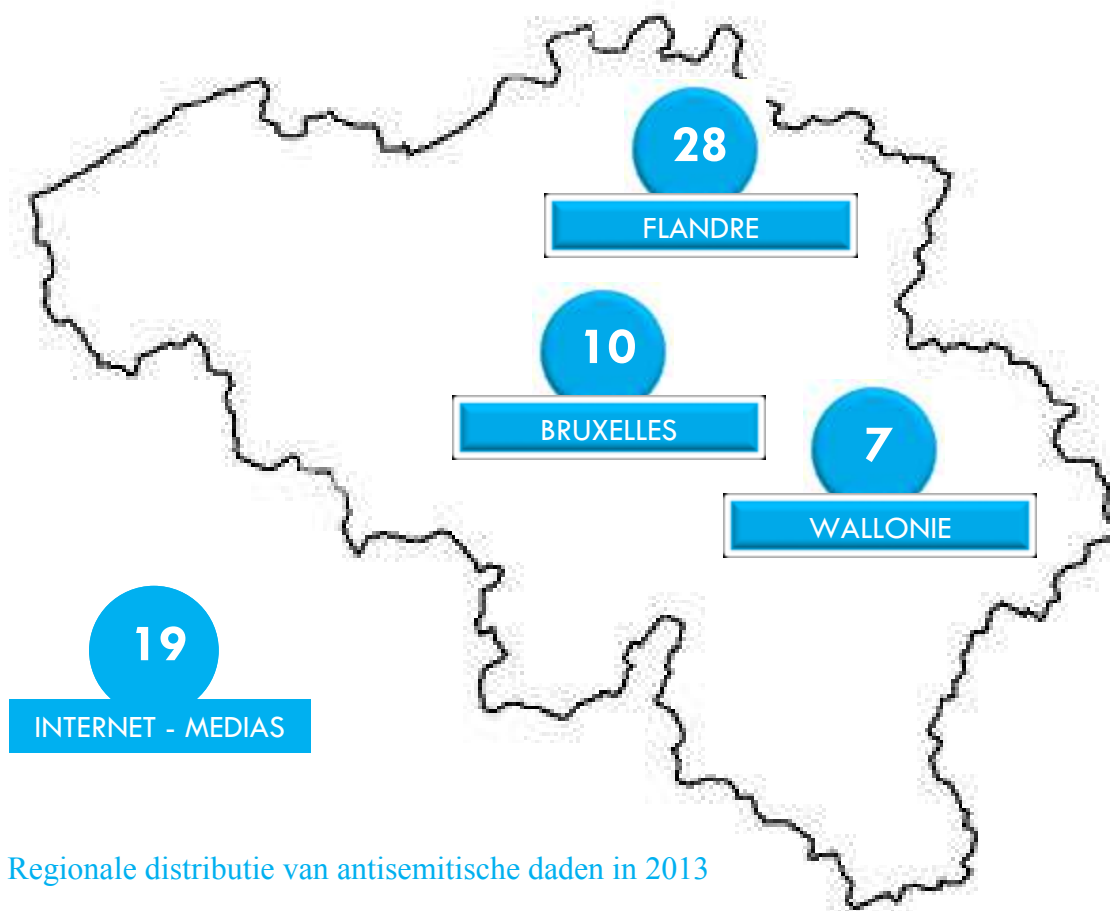 28
FLANDRE
10
BRUXELLES
7
WALLONIE
19
INTERNET - MEDIAS
Regionale distributie van antisemitische daden in 2013